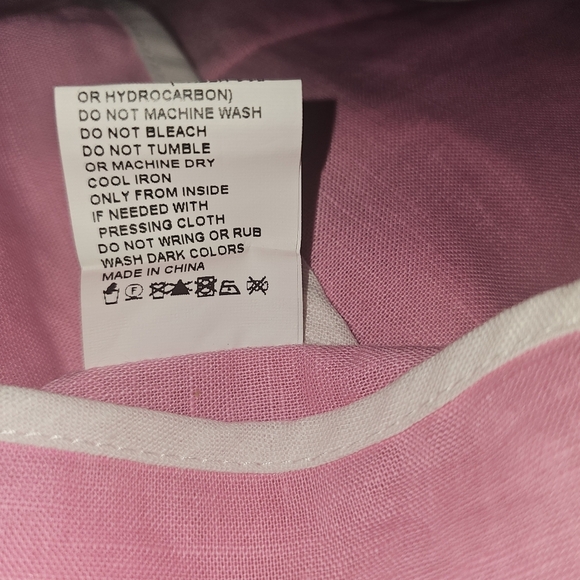 OR HYDROCARBON)
DO NOT MACHINE WASH
DO NOT BLEACH
DO NOT TUMBLE
OR MACHINE DRY
COOL IRON
ONLY FROM INSIDE
IF NEEDED WITH
PRESSING CLOTH
DO NOT WRING OR RUB
WASH DARK COLORS
MADE IN CHINA
F